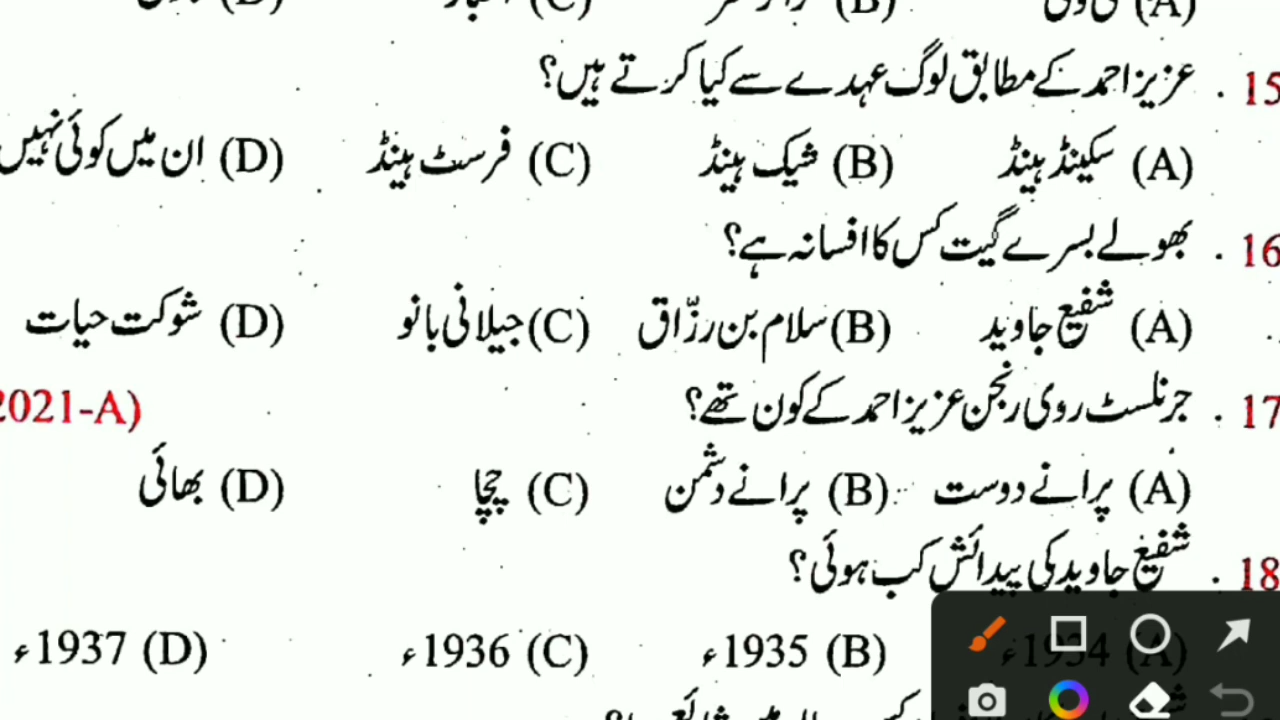 (A) (B) (C) (D)
15. عزیز احمد کے مطابق لوگ عہدے سے کیا کرتے ہیں؟
(A) سکینڈ ہینڈ (B) شیک ہینڈ (C) فرسٹ ہینڈ (D) ان میں کوئی نہیں
16. بھولے بسرے گیت کس کا افسانہ ہے؟
(A) شفیع جاوید (B) سلام بن رزّاق (C) جیلانی بانو (D) شوکت حیات
17. جرنلسٹ روی رنجن عزیز احمد کے کون تھے؟ 2021-A)
(A) پرانے دوست (B) پرانے دشمن (C) چچا (D) بھائی
18. شفیع جاوید کی پیدائش کب ہوئی؟
(A) 1934ء (B) 1935ء (C) 1936ء (D) 1937ء